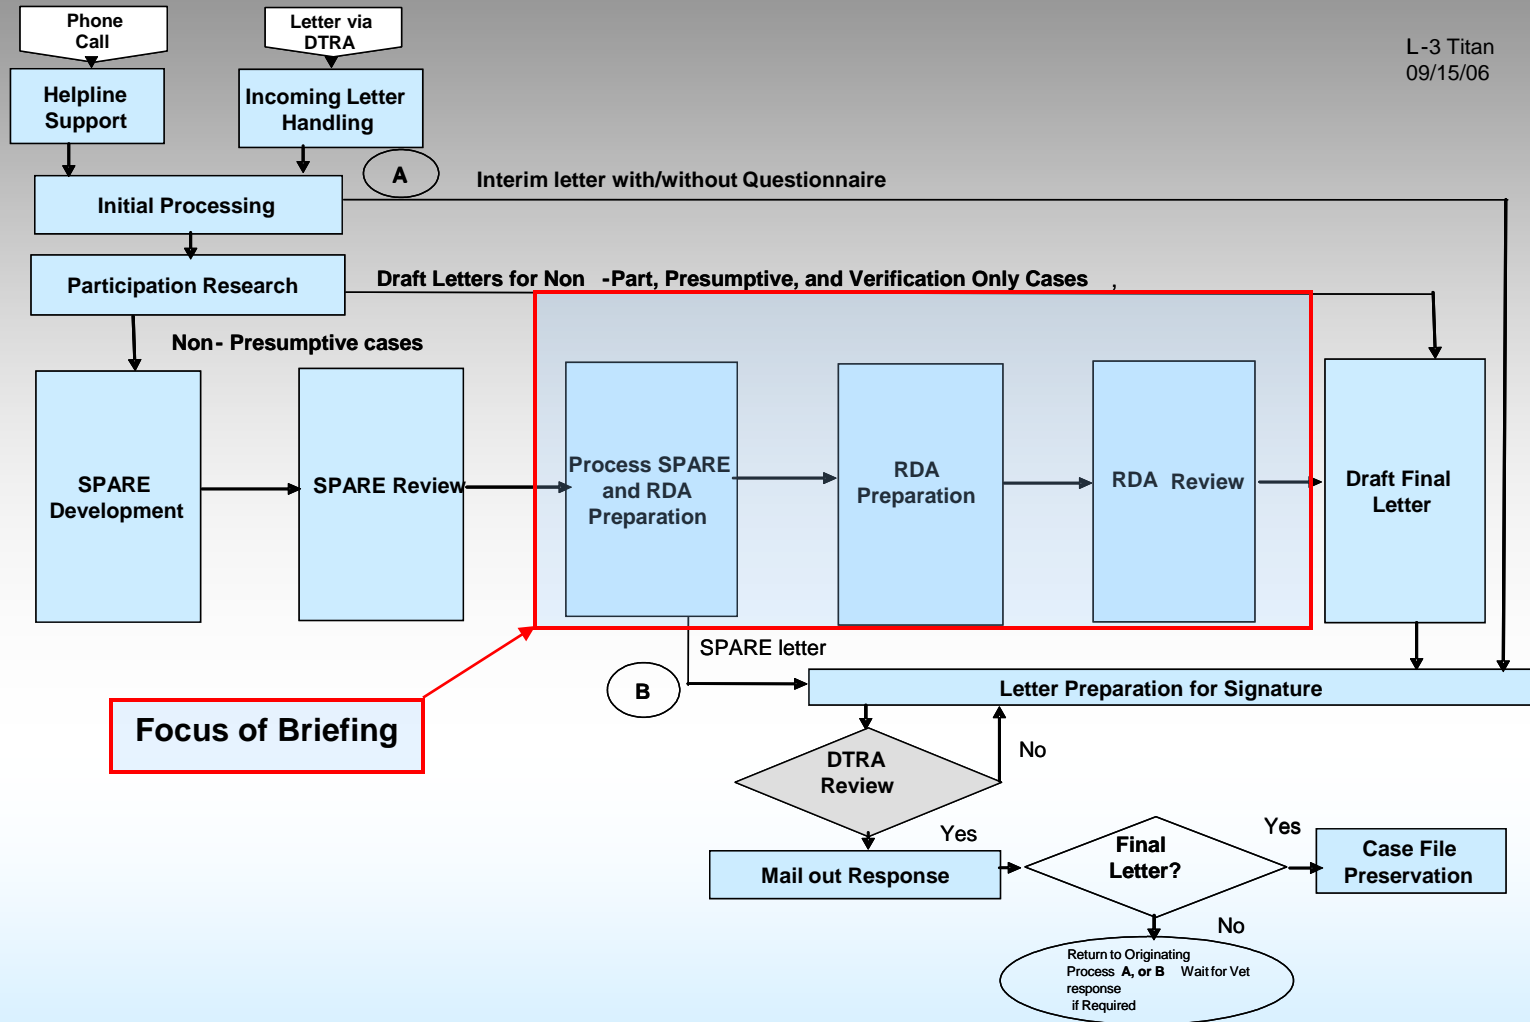 Phone
Call
Letter via
DTRA
L-3 Titan
09/15/06
Helpline
Support
Incoming Letter
Handling
A
Interim letter with/without Questionnaire
Initial Processing
Participation Research
Draft Letters for Non -Part, Presumptive, and Verification Only Cases ,
Non- Presumptive cases
SPARE
Development
SPARE Review
Process SPARE
and RDA
Preparation
RDA
Preparation
RDA Review
Draft Final
Letter
SPARE letter
B
Letter Preparation for Signature
Focus of Briefing
DTRA
Review
No
Yes
Mail out Response
Final
Letter?
Yes
Case File
Preservation
No
Return to Originating
Process A, or B Wait for Vet
response
if Required